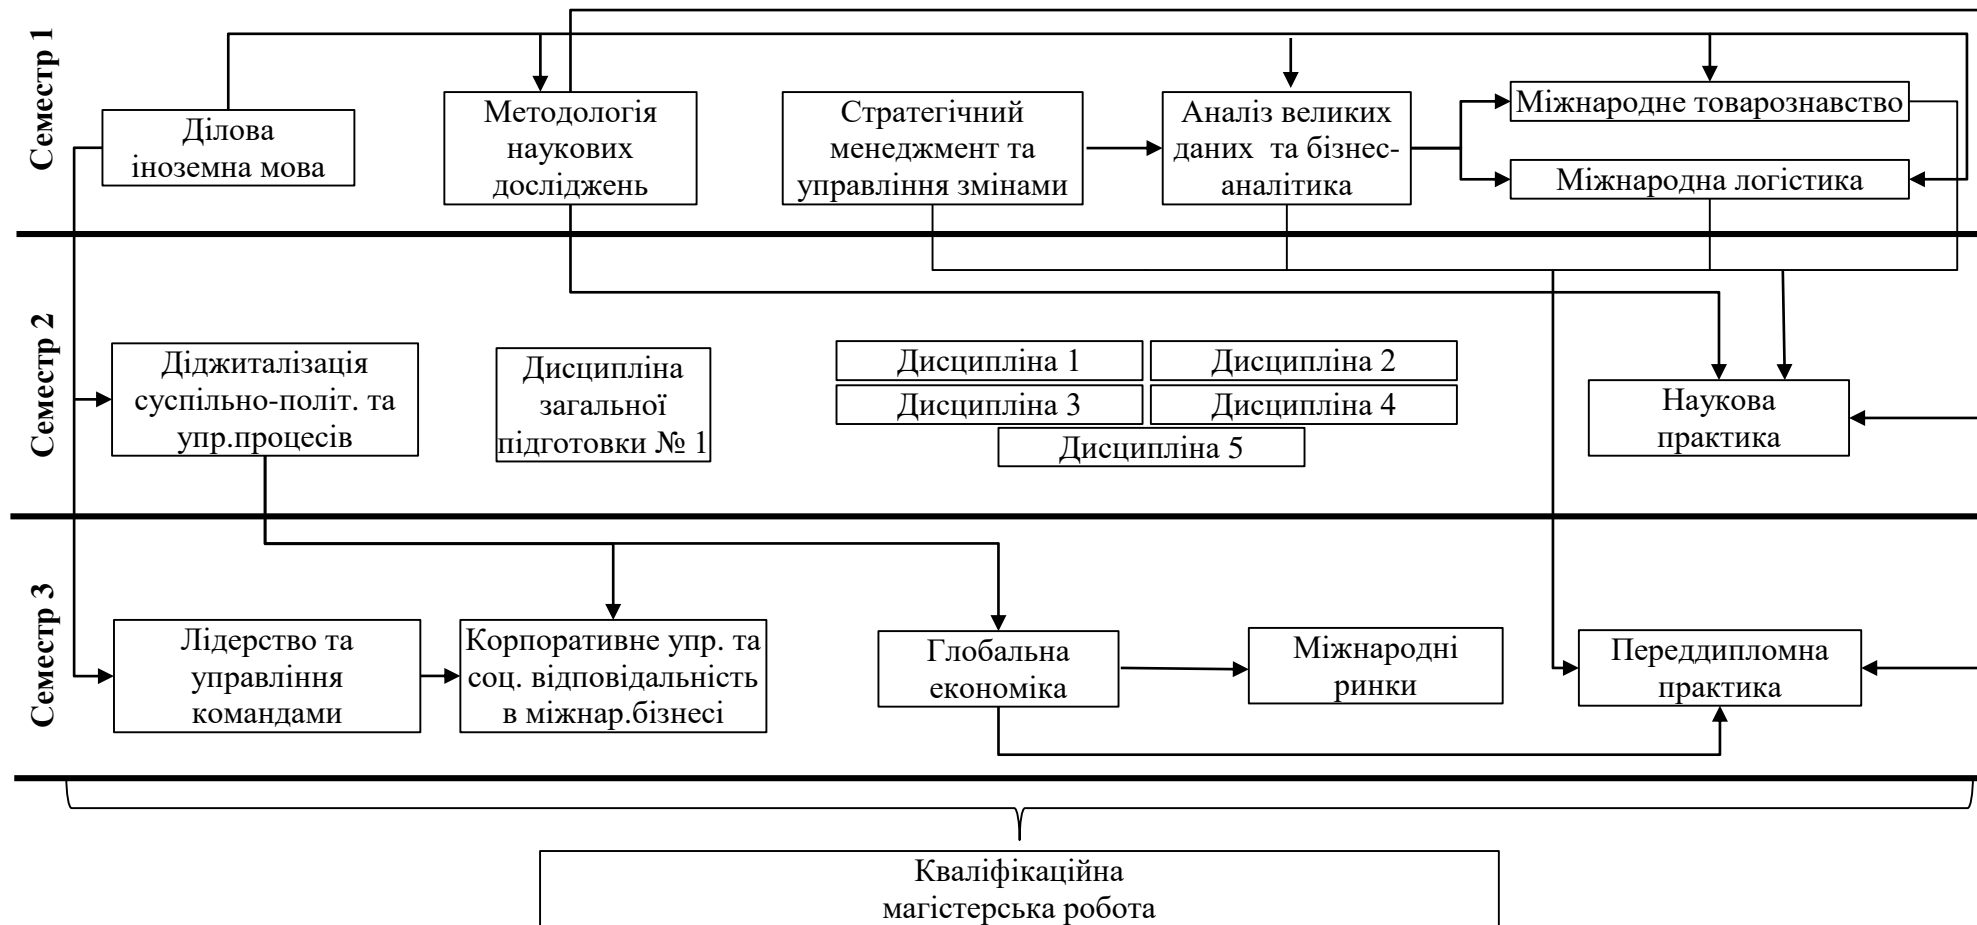 Семестр 1
Ділова
іноземна мова
Методологія
наукових
досліджень
Стратегічний
менеджмент та
управління змінами
Аналіз великих
даних та бізнес-
аналітика
Міжнародне товарознавство
Міжнародна логістика
Семестр 2
Діджиталізація
суспільно-політ. та
упр.процесів
Дисципліна
загальної
підготовки № 1
Дисципліна 1
Дисципліна 2
Дисципліна 3
Дисципліна 4
Дисципліна 5
Наукова
практика
Семестр 3
Лідерство та
управління
командами
Корпоративне упр. та
соц. відповідальність
в міжнар.бізнесі
Глобальна
економіка
Міжнародні
ринки
Переддипломна
практика
Кваліфікаційна
магістерська робота